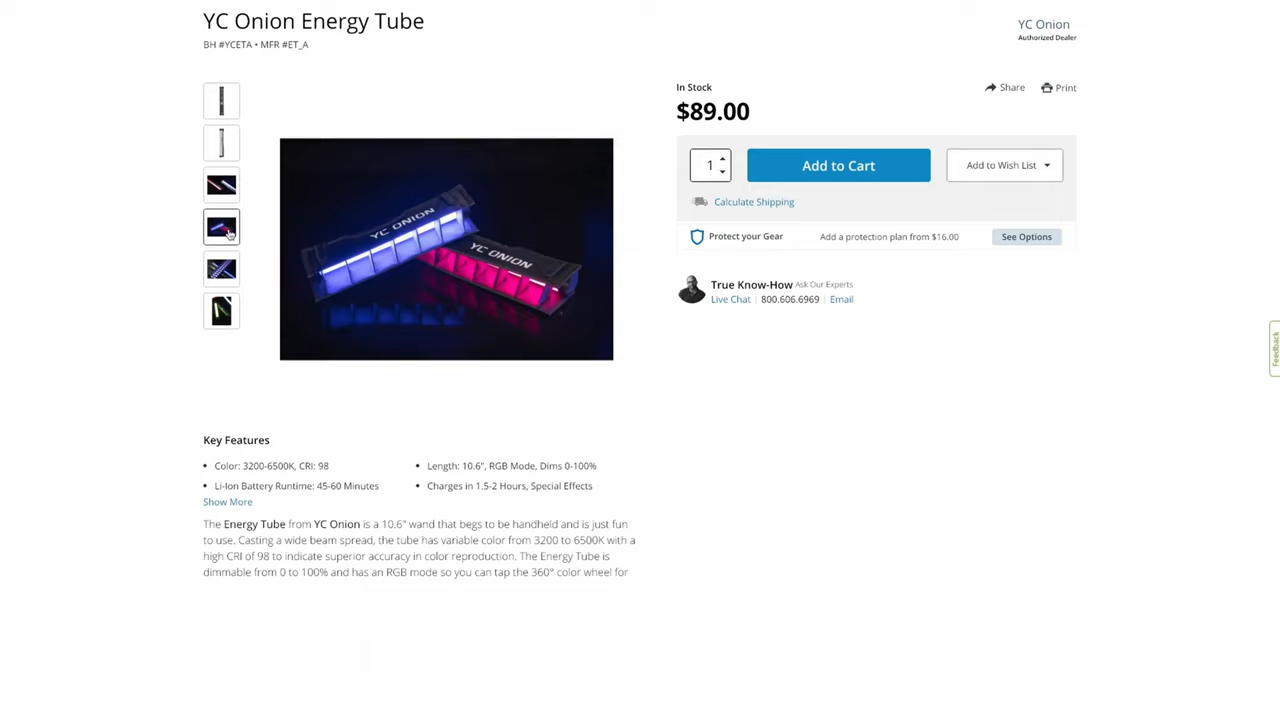 YC Onion Energy Tube
BH #YCETA • MFR #ET_A
YC Onion
Authorized Dealer
In Stock
Share
Print
$89.00
1
Add to Cart
Add to Wish List
Calculate Shipping
Protect your Gear
Add a protection plan from $16.00
See Options
True Know-How Ask Our Experts
Live Chat | 800.606.6969 | Email
YC ONION
YC ONION
Feedback
Key Features
• Color: 3200-6500K, CRI: 98
• Length: 10.6", RGB Mode, Dims 0-100%
• Li-Ion Battery Runtime: 45-60 Minutes
• Charges in 1.5-2 Hours, Special Effects
Show More
The Energy Tube from YC Onion is a 10.6" wand that begs to be handheld and is just fun
to use. Casting a wide beam spread, the tube has variable color from 3200 to 6500K with a
high CRI of 98 to indicate superior accuracy in color reproduction. The Energy Tube is
dimmable from 0 to 100% and has an RGB mode so you can tap the 360° color wheel for